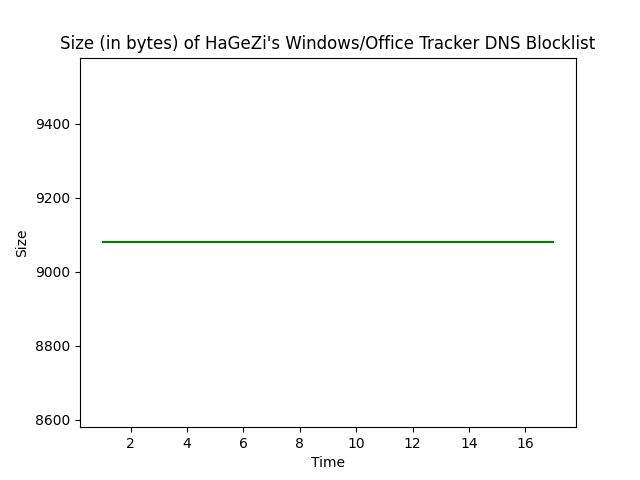 Size (in bytes) of HaGeZi's Windows/Office Tracker DNS Blocklist
9400
9200
9000
8800
8600
Size
2 4 6 8 10 12 14 16
Time